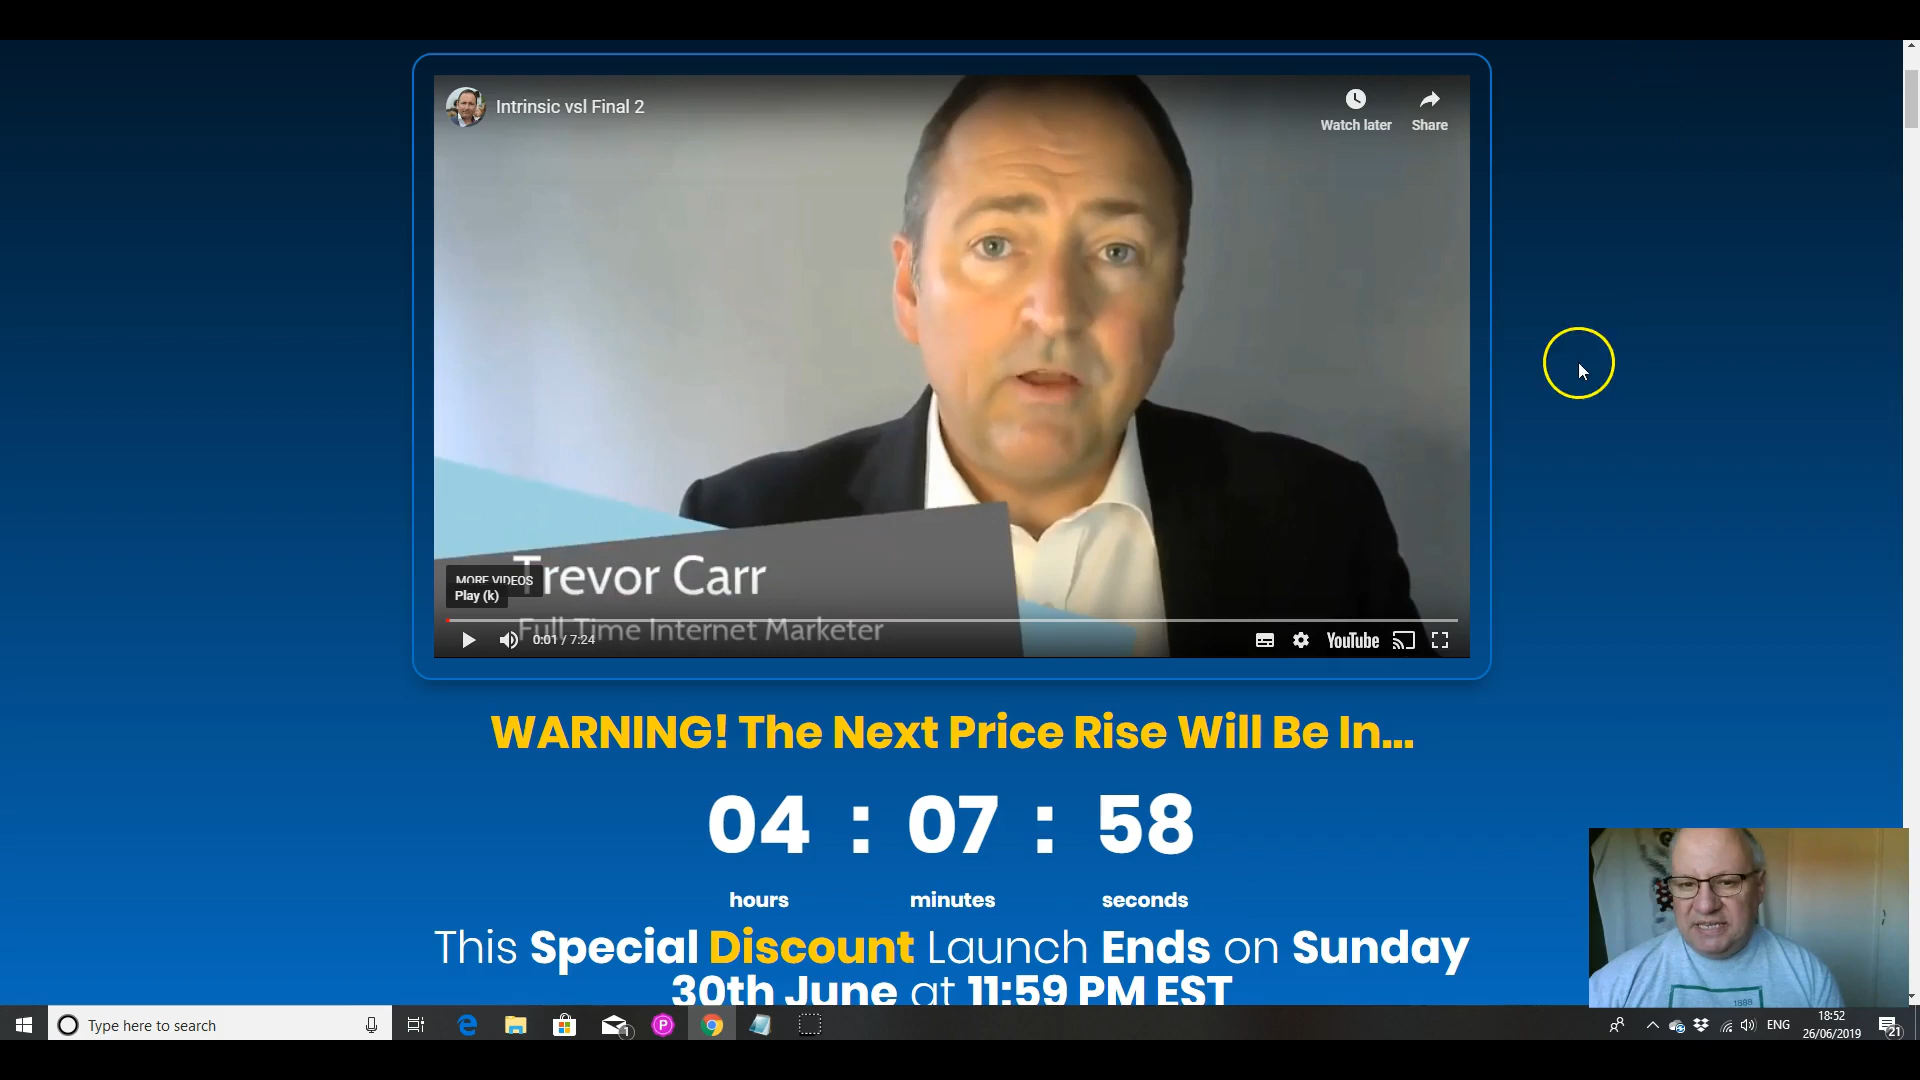 Intrinsic vsl Final 2
Watch later
Share
Trevor Carr
MORE VIDEOS
Play (k)
Full Time Internet Marketer
0:01 / 7:24
YouTube
WARNING! The Next Price Rise Will Be In...
04 : 07 : 58
hours minutes seconds
This Special Discount Launch Ends on Sunday
30th June at 11:59 PM EST
1388
Type here to search
1
P
ENG
18:52
26/06/2019
21